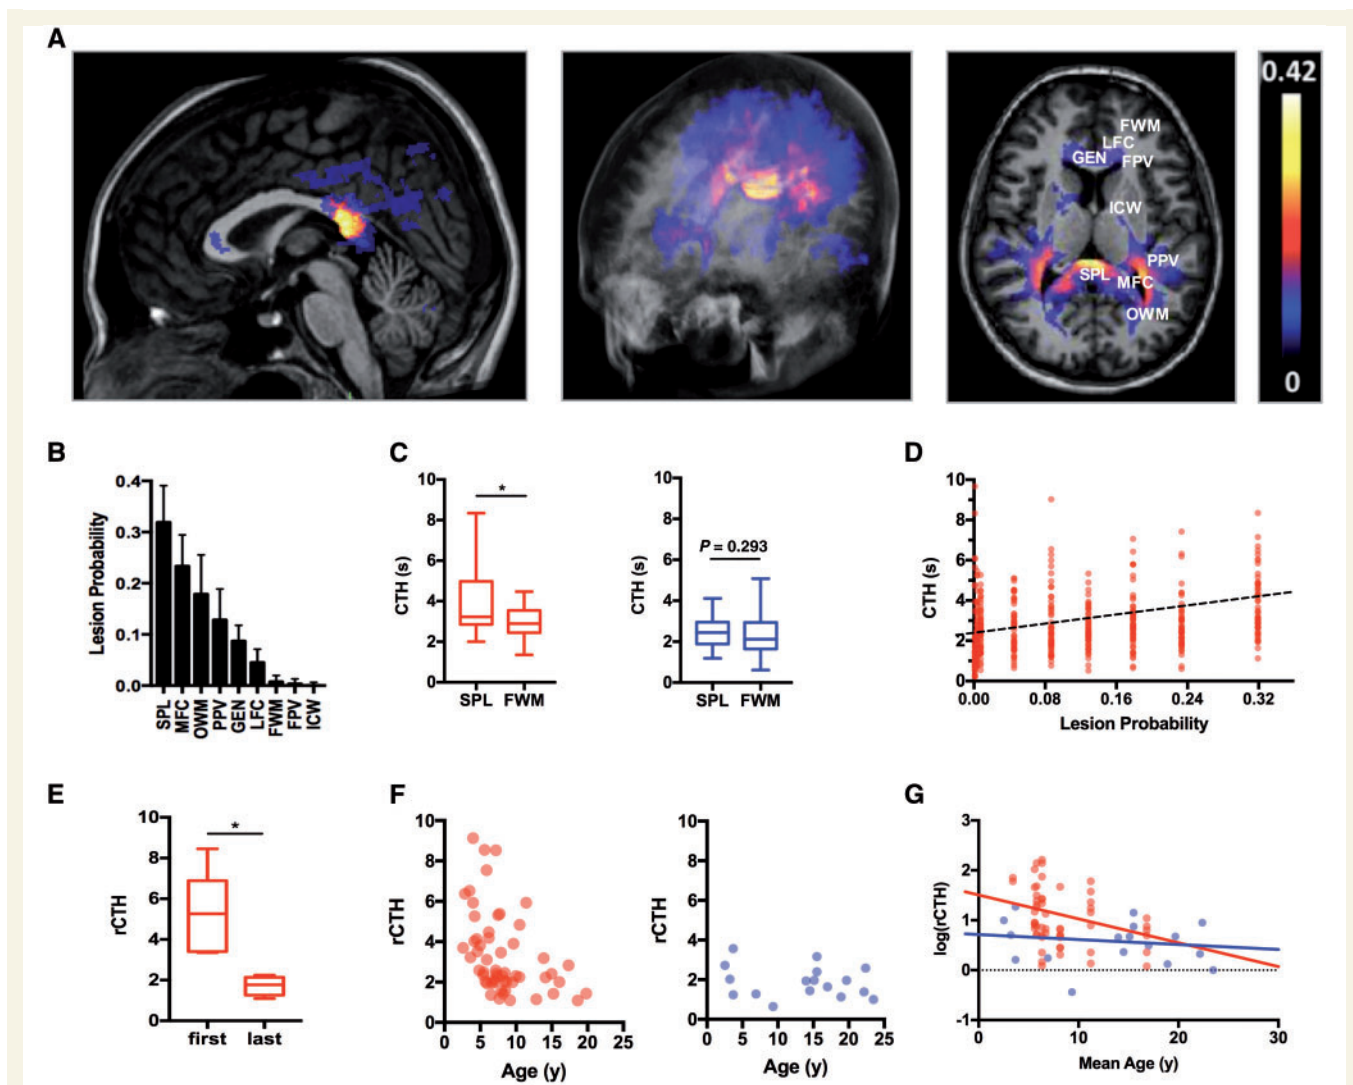 A
0.42
0
FWM
LFC
GEN
FPV
ICW
PPV
SPL
MFC
OWM
B
Lesion Probability
0.4
0.3
0.2
0.1
0.0
SPL
MFC
OWM
PPV
GEN
LFC
FWM
FPV
ICW
C
CTH (s)
10
8
6
4
2
0
*
SPL FWM
CTH (s)
10
8
6
4
2
0
P = 0.293
SPL FWM
D
CTH (s)
10
8
6
4
2
0
0.00 0.08 0.16 0.24 0.32
Lesion Probability
E
rCTH
10
8
6
4
2
0
*
first last
F
rCTH
10
8
6
4
2
0
0 5 10 15 20 25
Age (y)
rCTH
10
8
6
4
2
0
0 5 10 15 20 25
Age (y)
G
log(rCTH)
3
2
1
0
-1
0 10 20 30
Mean Age (y)